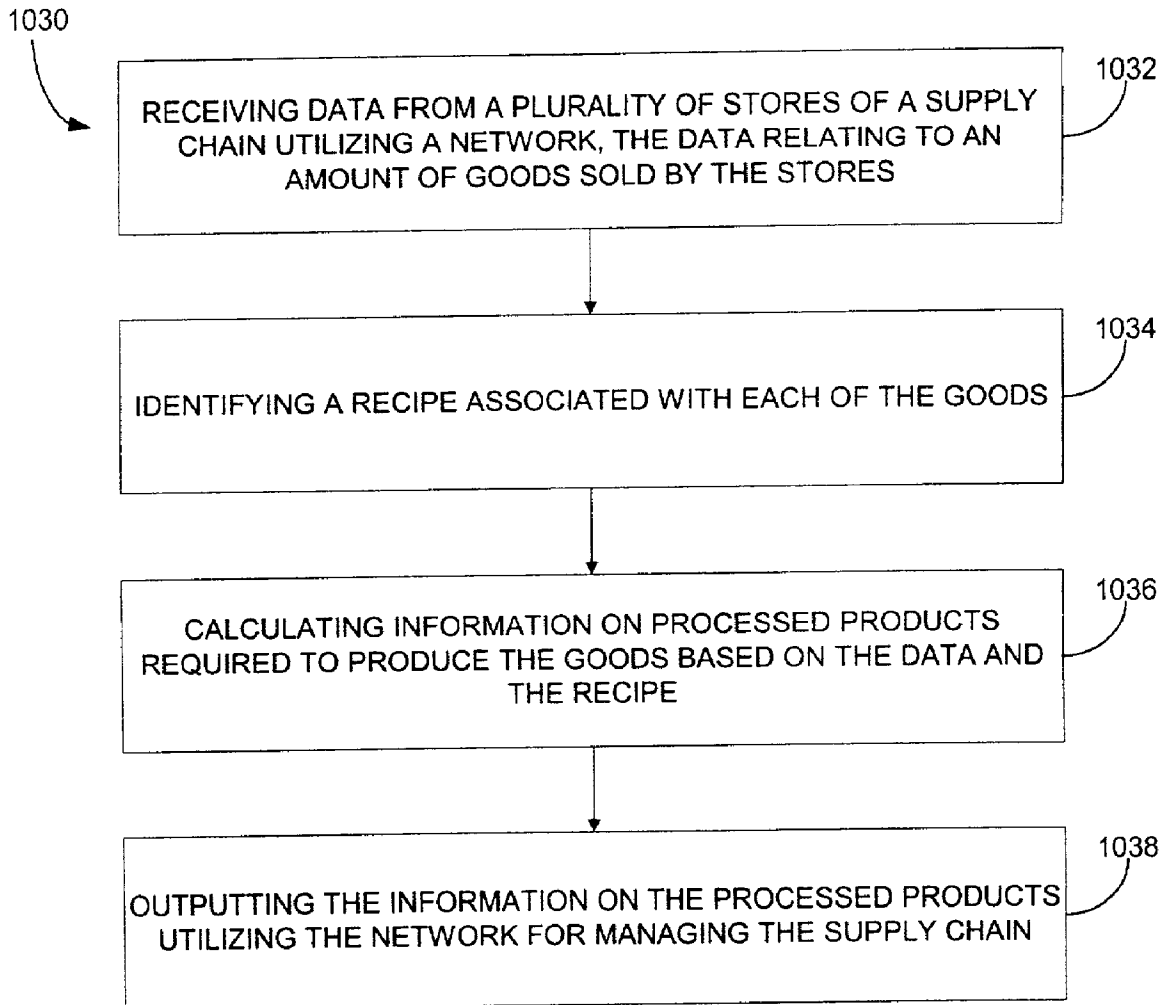 1030
1032
RECEIVING DATA FROM A PLURALITY OF STORES OF A SUPPLY
CHAIN UTILIZING A NETWORK, THE DATA RELATING TO AN
AMOUNT OF GOODS SOLD BY THE STORES
1034
IDENTIFYING A RECIPE ASSOCIATED WITH EACH OF THE GOODS
1036
CALCULATING INFORMATION ON PROCESSED PRODUCTS
REQUIRED TO PRODUCE THE GOODS BASED ON THE DATA AND
THE RECIPE
1038
OUTPUTTING THE INFORMATION ON THE PROCESSED PRODUCTS
UTILIZING THE NETWORK FOR MANAGING THE SUPPLY CHAIN